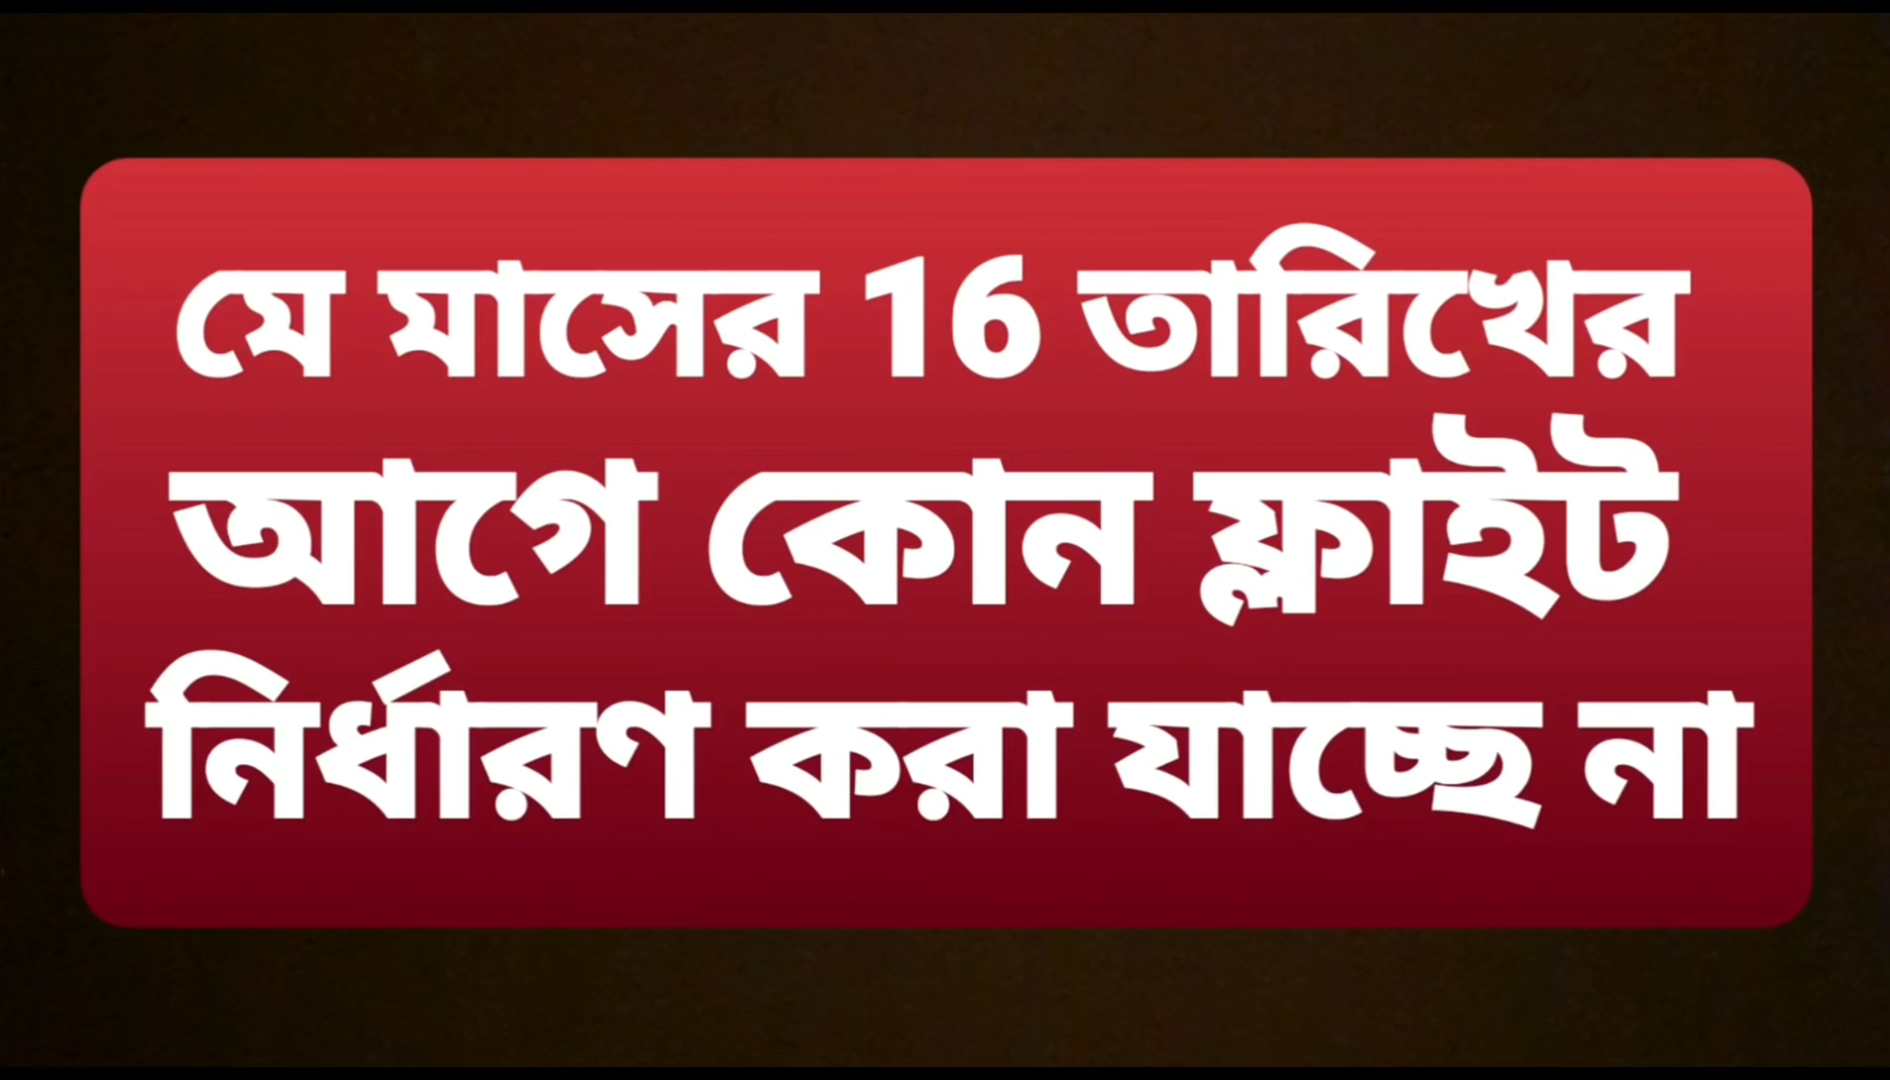 মে মাসের 16 তারিখের
আগে কোন ফ্লাইট
নির্ধারণ করা যাচ্ছে না